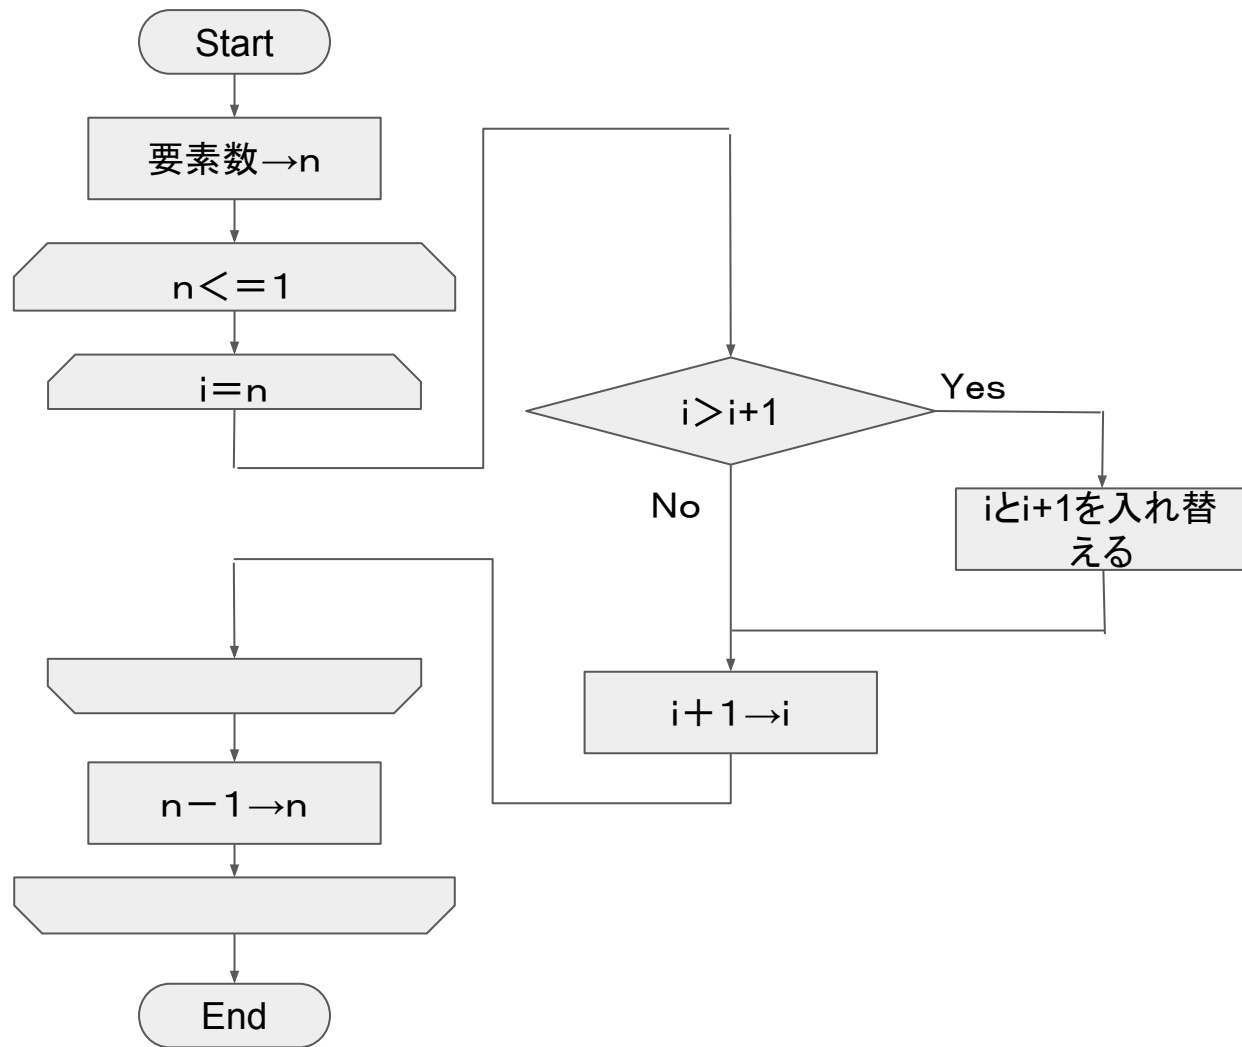 Start
要素数→n
n＜＝1
i＝n
i＞i+1
Yes
No
iとi+1を入れ替
える
i＋1→i
n－1→n
End